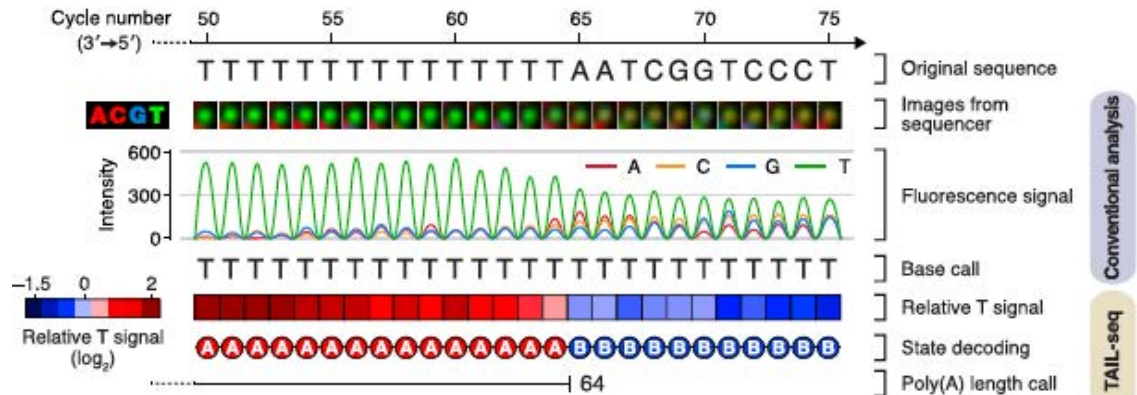 Cycle number 50 55 60 65 70 75
(3′→5′)
TTTTTTTTTTTTTTTAATCGGTCCCT Original sequence
ACGT Images from sequencer
Intensity 600 300 0 A C G T Fluorescence signal
TTTTTTTTTTTTTTTTTTTTTTTTTT Base call
–1.5 0 2 Relative T signal
Relative T signal
(log2)
AAAAAAAAAAAAAAABBBBBBBBBBB State decoding
64 Poly(A) length call
Conventional analysis
TAIL-seq